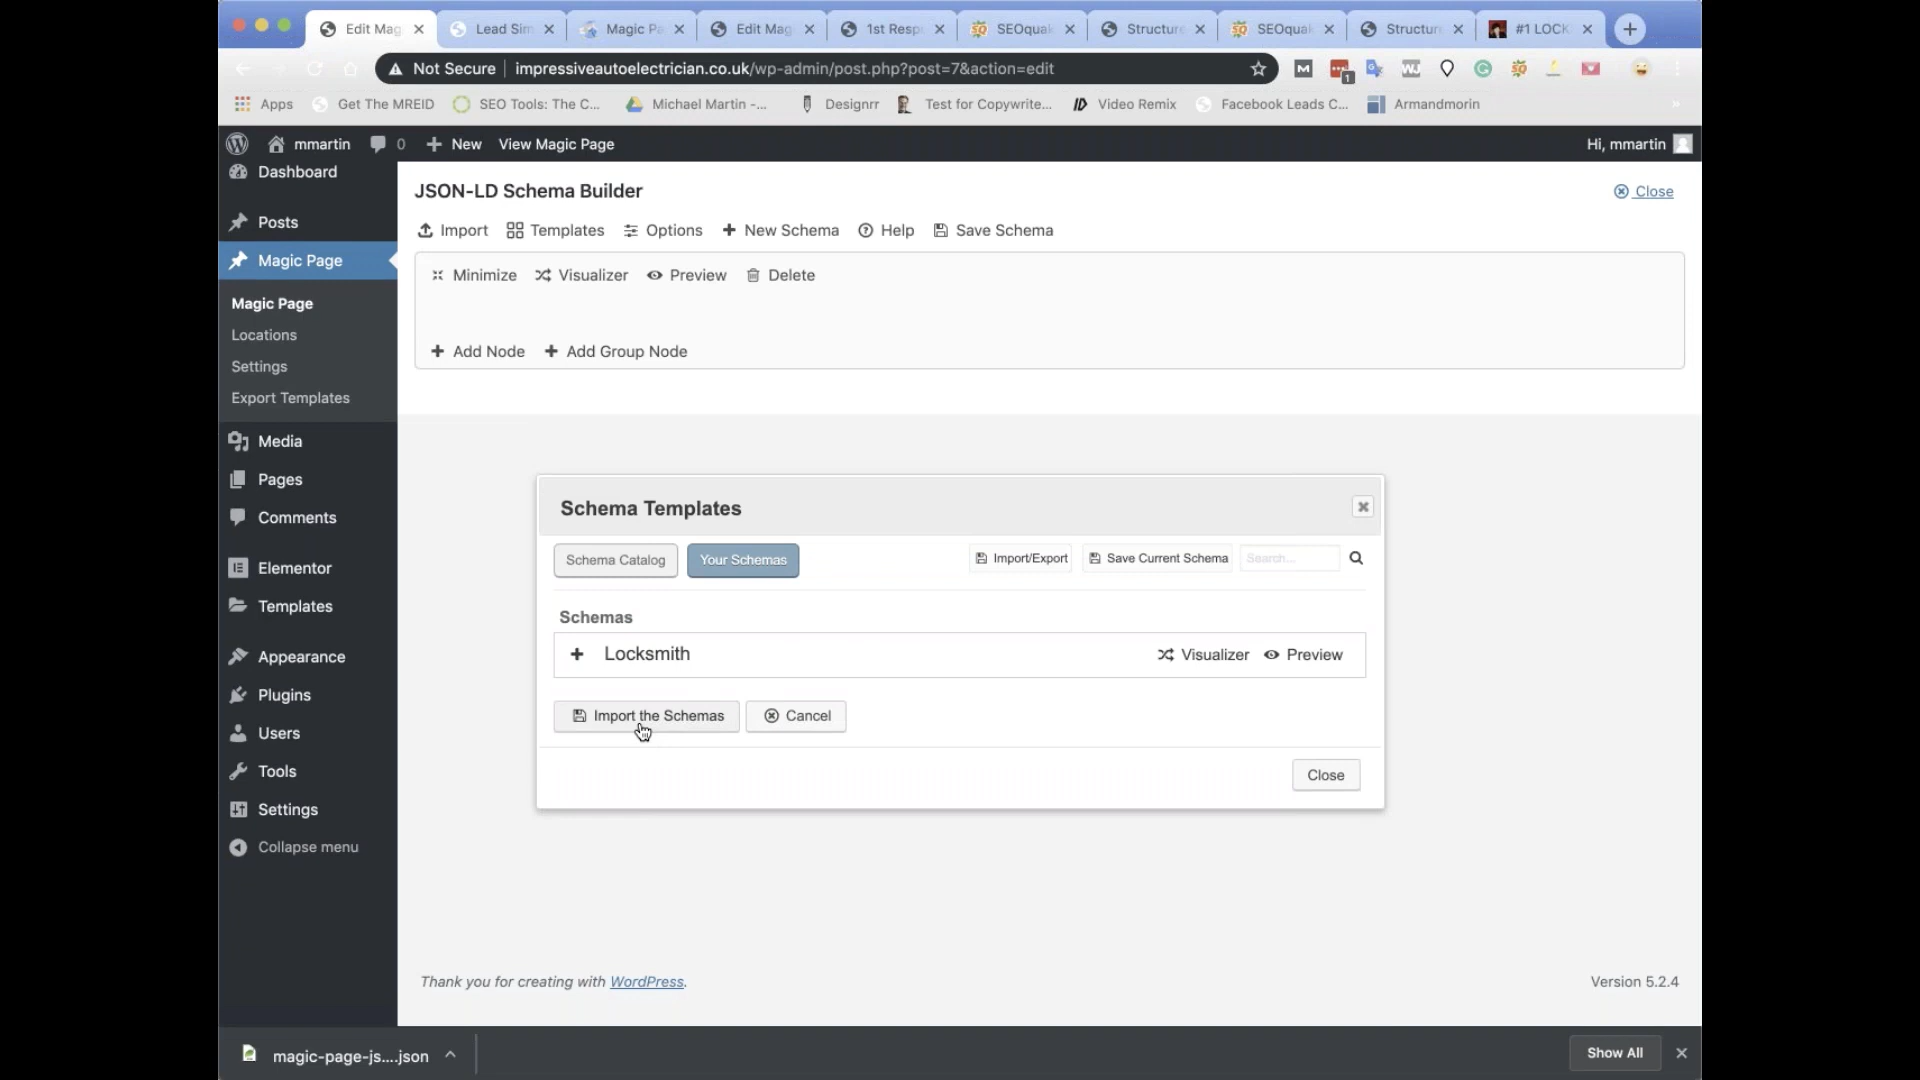 Edit Mag
Lead Sim
Magic Pa
Edit Mag
1st Resp
SEOquak
Structure
SEOquak
Structure
#1 LOCK
Not Secure impressiveautoelectrician.co.uk/wp-admin/post.php?post=7&action=edit
Apps
Get The MREID
SEO Tools: The C...
Michael Martin -...
Designrr
Test for Copywrite...
Video Remix
Facebook Leads C...
Armandmorin
mmartin 0 New View Magic Page
Hi, mmartin
Dashboard
Posts
Magic Page
Magic Page
Locations
Settings
Export Templates
Media
Pages
Comments
Elementor
Templates
Appearance
Plugins
Users
Tools
Settings
Collapse menu
JSON-LD Schema Builder
Close
Import Templates Options New Schema Help Save Schema
Minimize Visualizer Preview Delete
Add Node Add Group Node
Schema Templates
Schema Catalog Your Schemas Import/Export Save Current Schema Search...
Schemas
Locksmith Visualizer Preview
Import the Schemas Cancel
Close
Thank you for creating with WordPress.
Version 5.2.4
magic-page-js....json
Show All